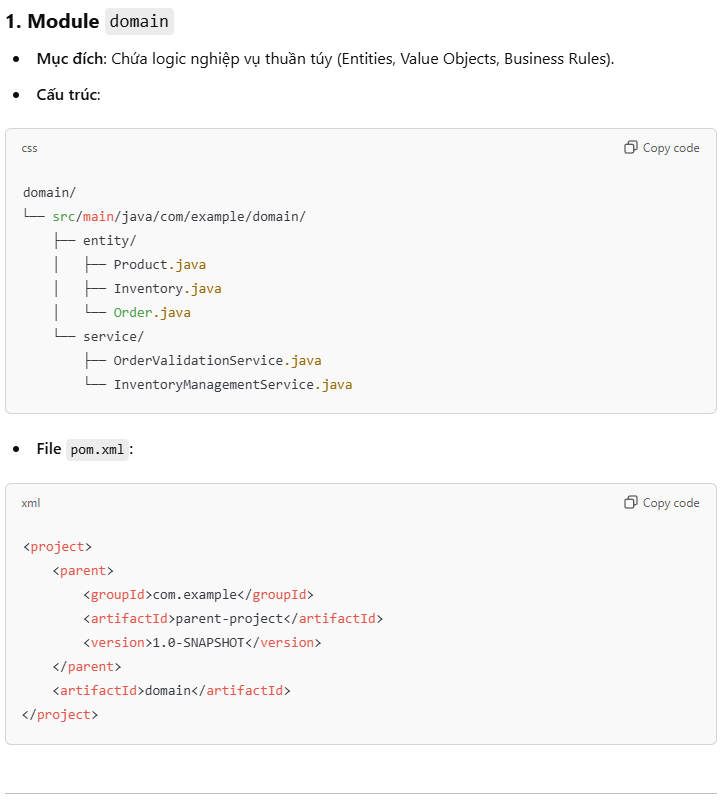 1. Module domain
• Mục đích: Chứa logic nghiệp vụ thuần túy (Entities, Value Objects, Business Rules).
• Cấu trúc:
css
Copy code
domain/
└── src/main/java/com/example/domain/
    ├── entity/
    │   ├── Product.java
    │   ├── Inventory.java
    │   └── Order.java
    └── service/
        ├── OrderValidationService.java
        └── InventoryManagementService.java
• File pom.xml:
xml
Copy code
<project>
    <parent>
        <groupId>com.example</groupId>
        <artifactId>parent-project</artifactId>
        <version>1.0-SNAPSHOT</version>
    </parent>
    <artifactId>domain</artifactId>
</project>